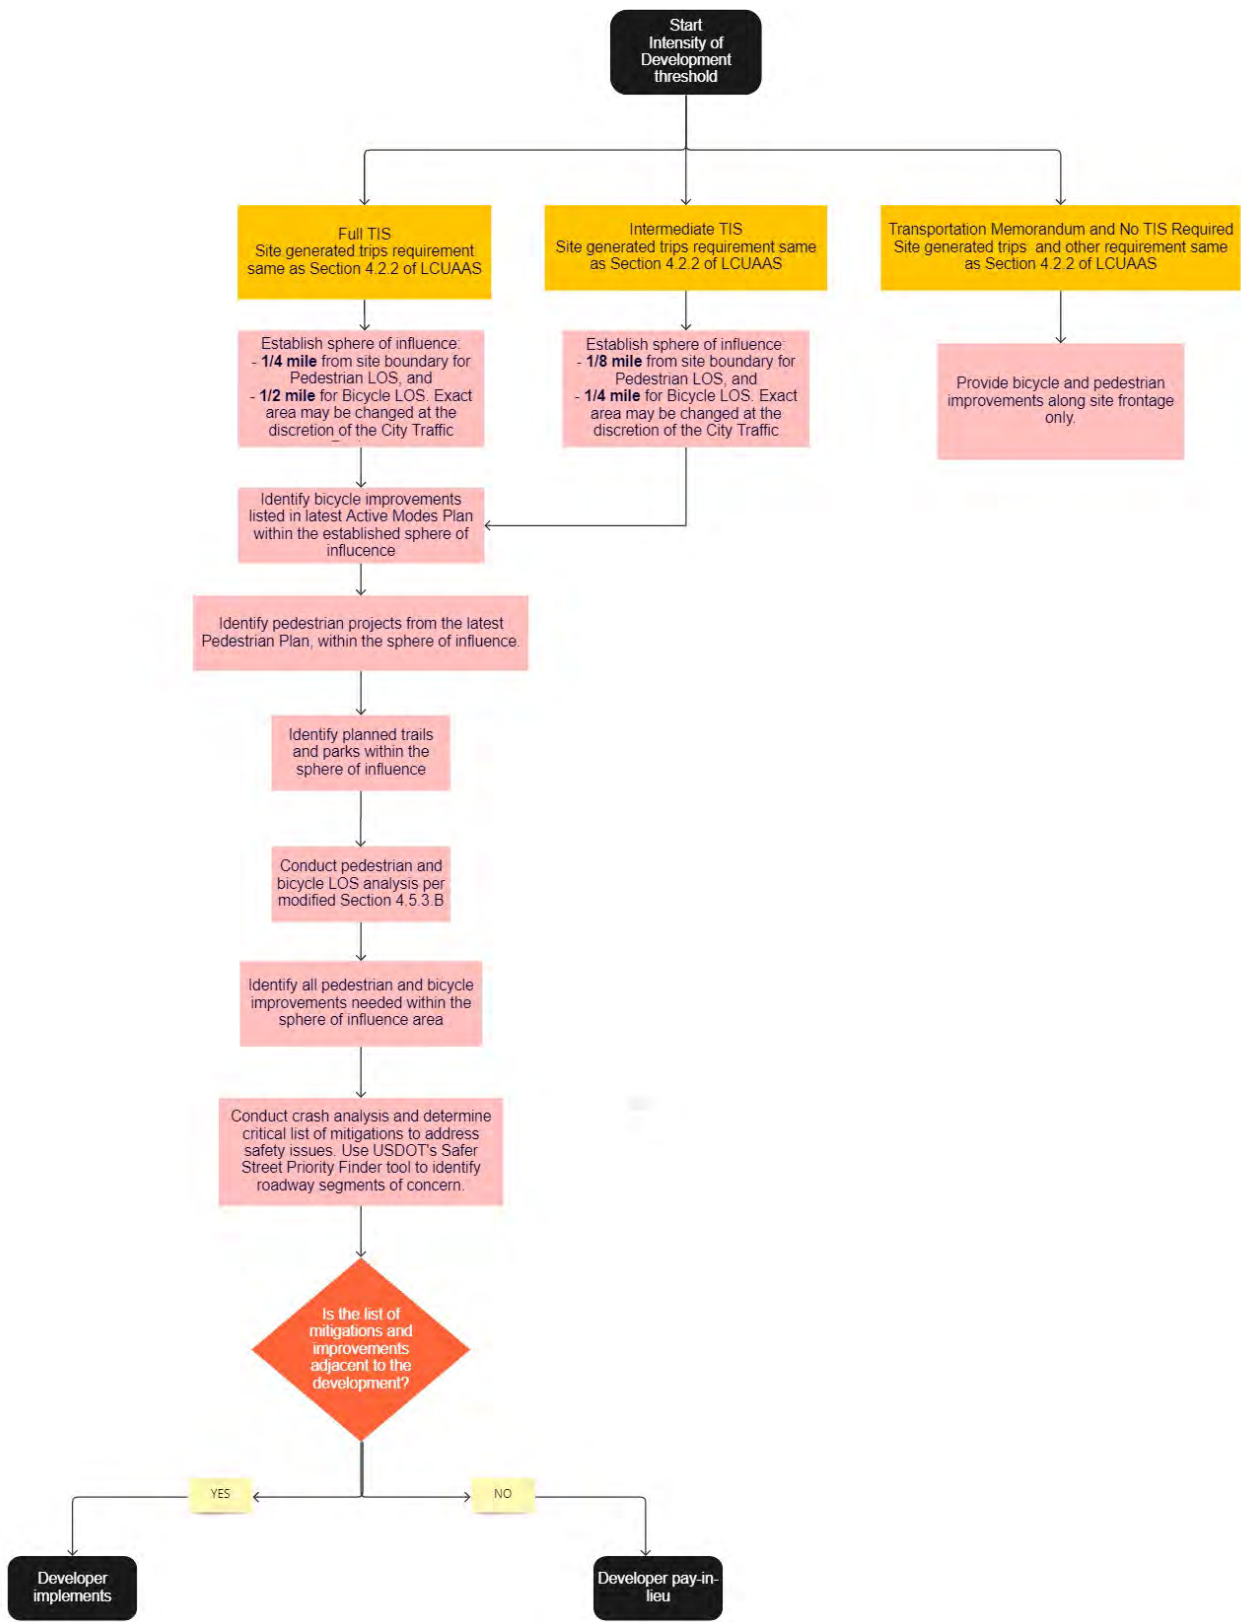 Start
Intensity of
Development
threshold
Full TIS
Site generated trips requirement
same as Section 4.2.2 of LCUAAS
Intermediate TIS
Site generated trips requirement same
as Section 4.2.2 of LCUAAS
Transportation Memorandum and No TIS Required
Site generated trips and other requirement same
as Section 4.2.2 of LCUAAS
Establish sphere of influence:
- 1/4 mile from site boundary for
Pedestrian LOS, and
- 1/2 mile for Bicycle LOS. Exact
area may be changed at the
discretion of the City Traffic
Establish sphere of influence:
- 1/8 mile from site boundary for
Pedestrian LOS, and
- 1/4 mile for Bicycle LOS. Exact
area may be changed at the
discretion of the City Traffic
Provide bicycle and pedestrian
improvements along site frontage
only.
Identify bicycle improvements
listed in latest Active Modes Plan
within the established sphere of
influcence
Identify pedestrian projects from the latest
Pedestrian Plan, within the sphere of influence.
Identify planned trails
and parks within the
sphere of influence
Conduct pedestrian and
bicycle LOS analysis per
modified Section 4.5.3.B
Identify all pedestrian and bicycle
improvements needed within the
sphere of influence area
Conduct crash analysis and determine
critical list of mitigations to address
safety issues. Use USDOT's Safer
Street Priority Finder tool to identify
roadway segments of concern.
Is the list of
mitigations and
improvements
adjacent to the
development?
YES
NO
Developer
implements
Developer pay-in-
lieu